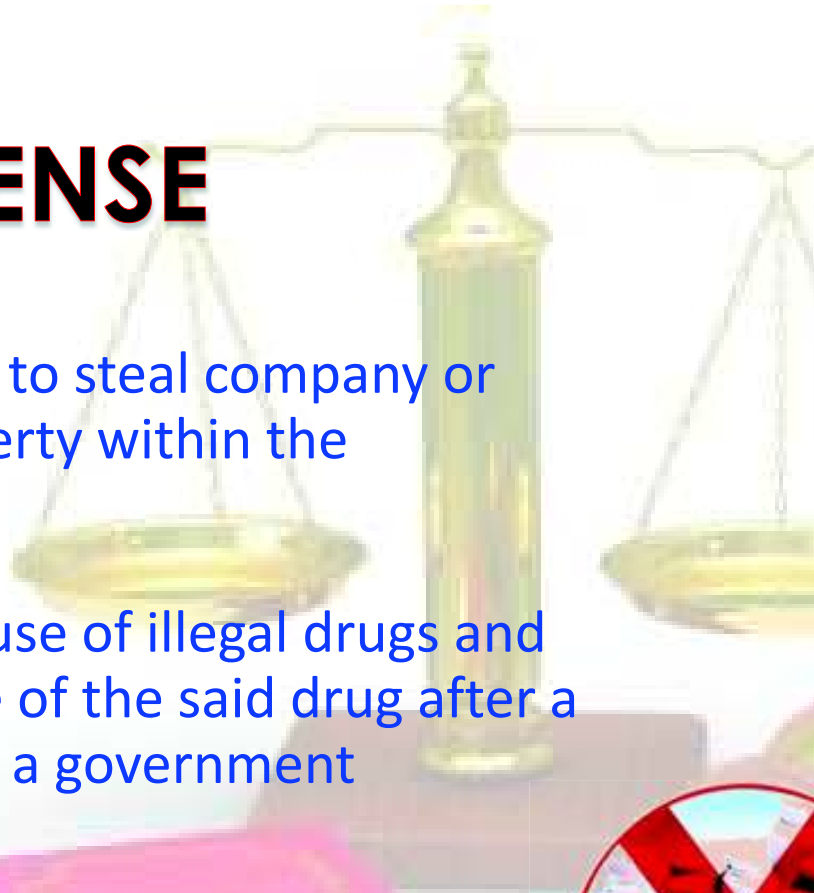 ENSE
to steal company or
erty within the
use of illegal drugs and
of the said drug after a
a government